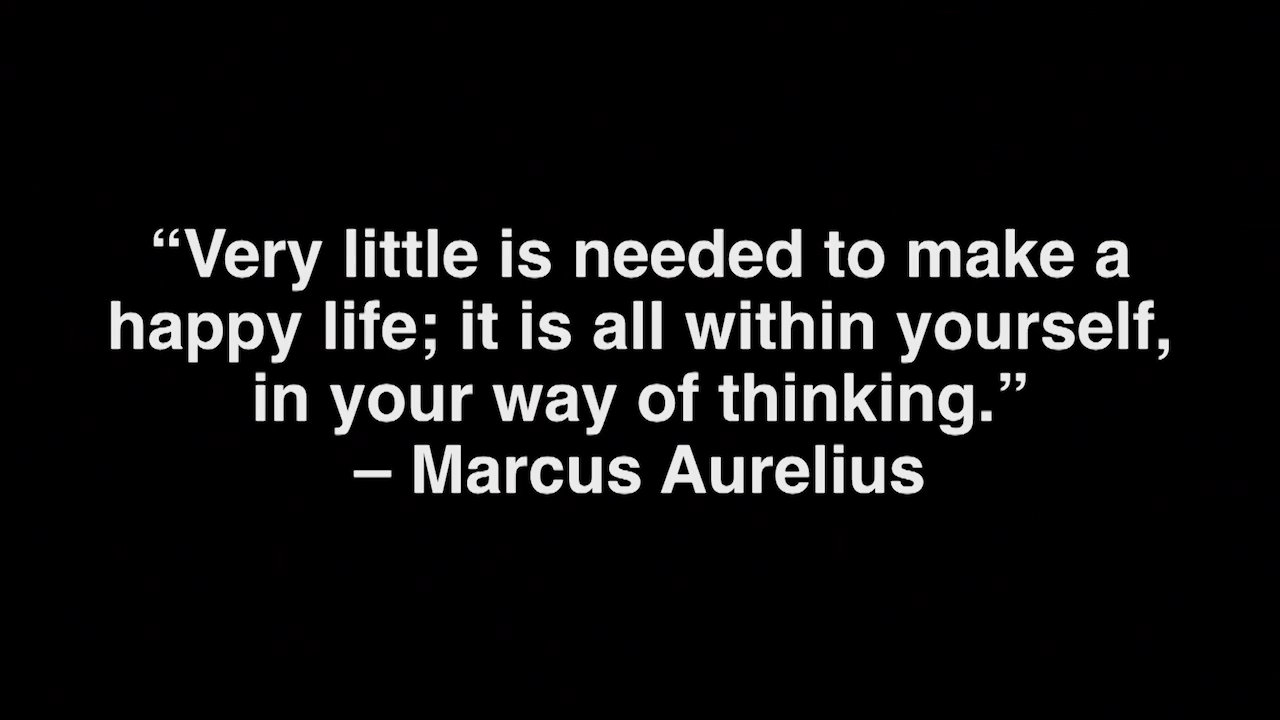 “Very little is needed to make a
happy life; it is all within yourself,
in your way of thinking.”
– Marcus Aurelius